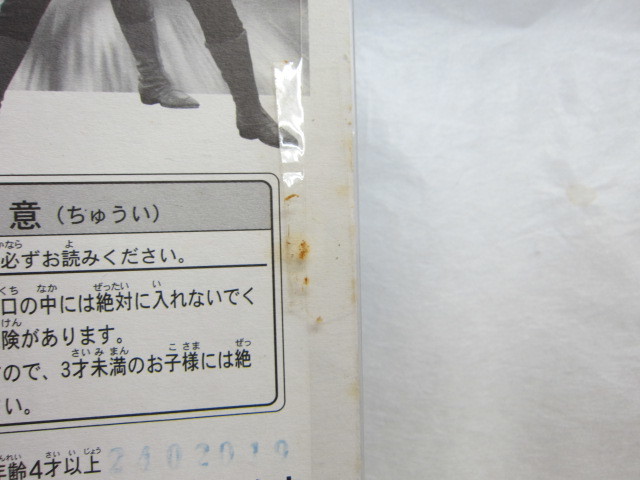 意(ちゅうい)
必ずお読みください。
口の中には絶対に入れないでく
険があります。
ので、3才未満のお子様には絶
い。
年齢4才以上 2402019